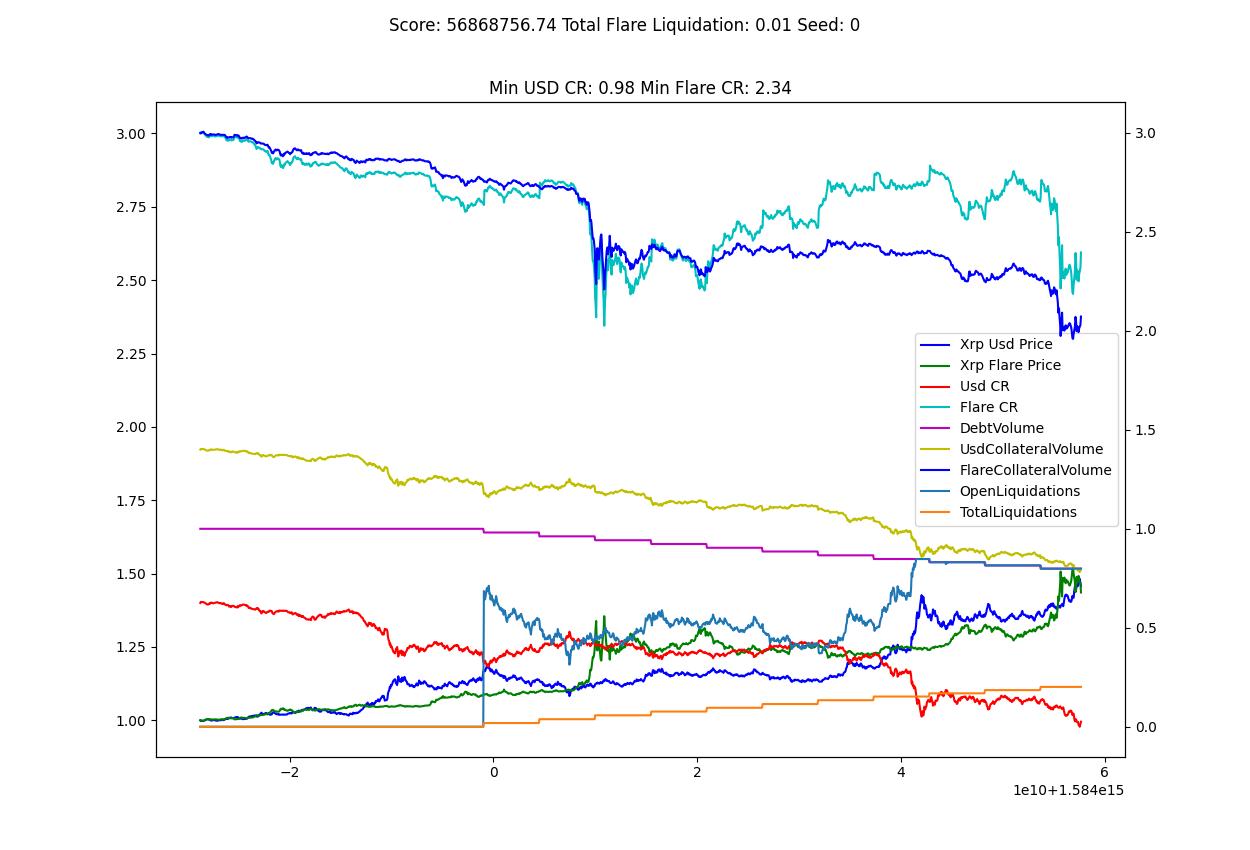 Score: 56868756.74 Total Flare Liquidation: 0.01 Seed: 0
Min USD CR: 0.98 Min Flare CR: 2.34
3.00
2.75
2.50
2.25
2.00
1.75
1.50
1.25
1.00
3.0
2.5
2.0
1.5
1.0
0.5
0.0
Xrp Usd Price
Xrp Flare Price
Usd CR
Flare CR
DebtVolume
UsdCollateralVolume
FlareCollateralVolume
OpenLiquidations
TotalLiquidations
−2 0 2 4 6
1e10+1.584e15